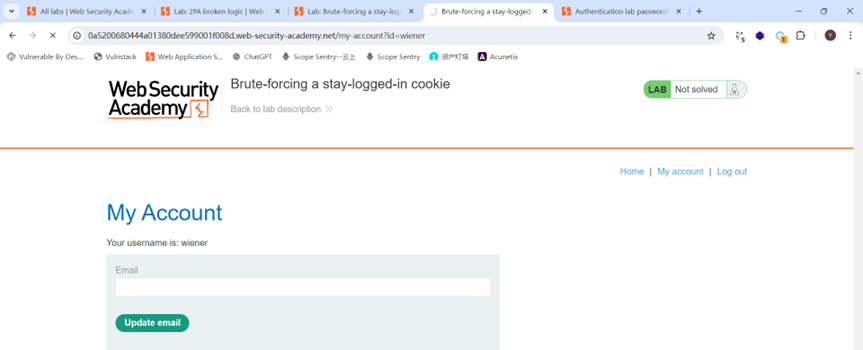 All labs | Web Security Acade
Lab: 2FA broken logic | Web S
Lab: Brute-forcing a stay-logg
Brute-forcing a stay-logged-
Authentication lab password
0a5200680444a01380dee599001f008d.web-security-academy.net/my-account?id=wiener
Vulnerable By Des...
Vulnstack
Web Application S...
ChatGPT
Scope Sentry--云上
Scope Sentry
资产灯塔
Acunetix
Web Security
Academy
Brute-forcing a stay-logged-in cookie
Back to lab description
LAB Not solved
Home | My account | Log out
My Account
Your username is: wiener
Email
Update email